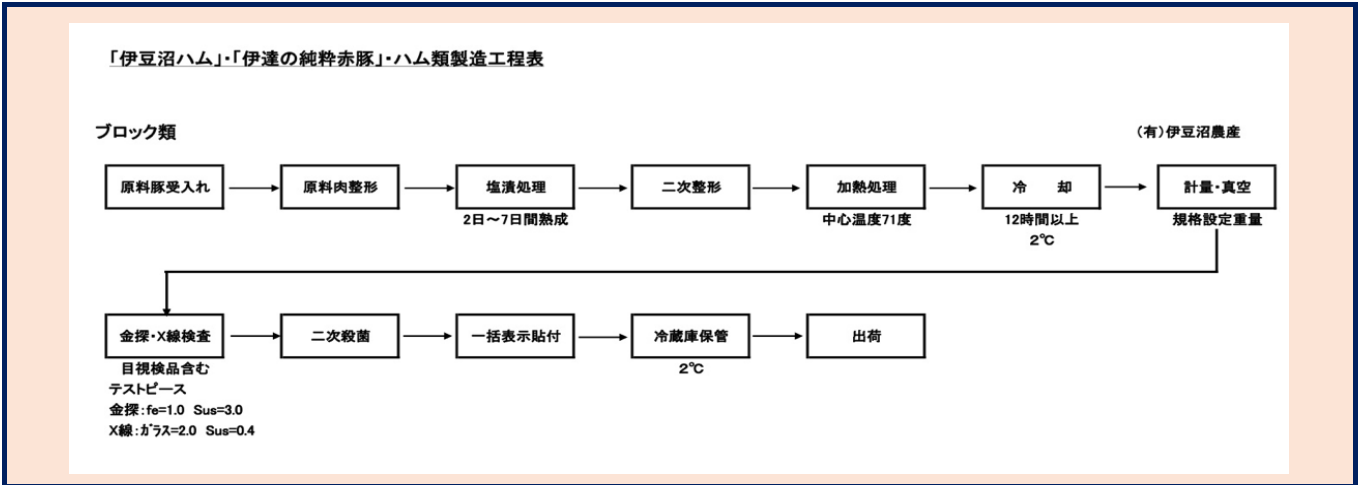 「伊豆沼ハム」・「伊達の純粋赤豚」・ハム類製造工程表
ブロック類
(有)伊豆沼農産
原料豚受入れ
原料肉整形
塩漬処理
2日～7日間熟成
二次整形
加熱処理
中心温度71度
冷　却
12時間以上
2℃
計量・真空
規格設定重量
金探・X線検査
目視検品含む
テストピース
金探:fe=1.0 Sus=3.0
X線:ｶﾞﾗｽ=2.0 Sus=0.4
二次殺菌
一括表示貼付
冷蔵庫保管
2℃
出荷